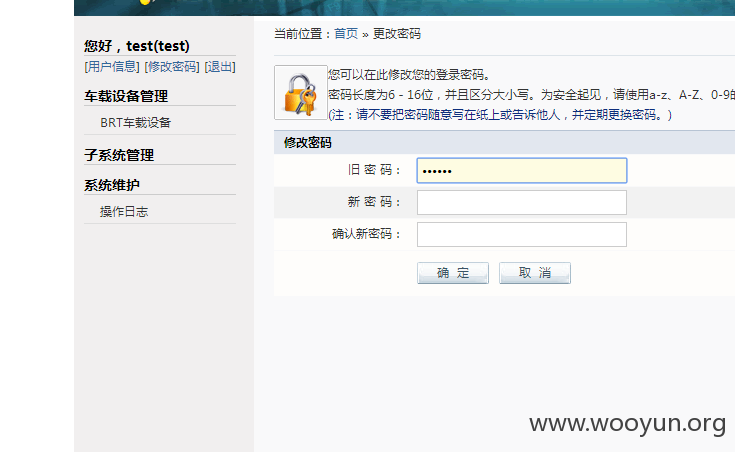 您好，test(test)
[用户信息] [修改密码] [退出]
车载设备管理
BRT车载设备
子系统管理
系统维护
操作日志
当前位置：首页 » 更改密码
您可以在此修改您的登录密码。
密码长度为6 - 16位，并且区分大小写。为安全起见，请使用a-z、A-Z、0-9的
(注：请不要把密码随意写在纸上或告诉他人，并定期更换密码。)
修改密码
旧 密 码：
••••••
新 密 码：
确认新密码：
确 定 取 消
www.wooyun.org